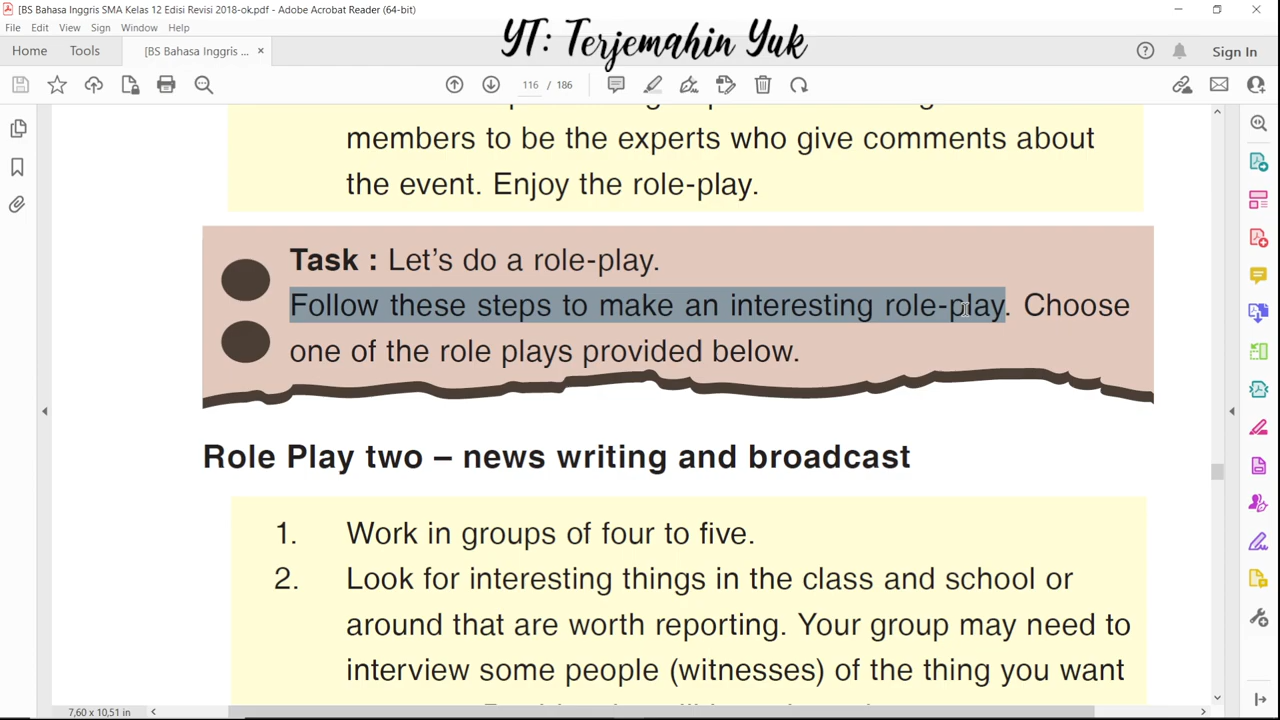 [BS Bahasa Inggris SMA Kelas 12 Edisi Revisi 2018-ok.pdf - Adobe Acrobat Reader (64-bit)
YT: Terjemahin Yuk
File Edit View Sign Window Help
Home Tools [BS Bahasa Inggris ... × Sign In
116 / 186
members to be the experts who give comments about
the event. Enjoy the role-play.
Task : Let's do a role-play.
Follow these steps to make an interesting role-play. Choose
one of the role plays provided below.
Role Play two – news writing and broadcast
1. Work in groups of four to five.
2. Look for interesting things in the class and school or
around that are worth reporting. Your group may need to
interview some people (witnesses) of the thing you want
7,60 × 10,51 in